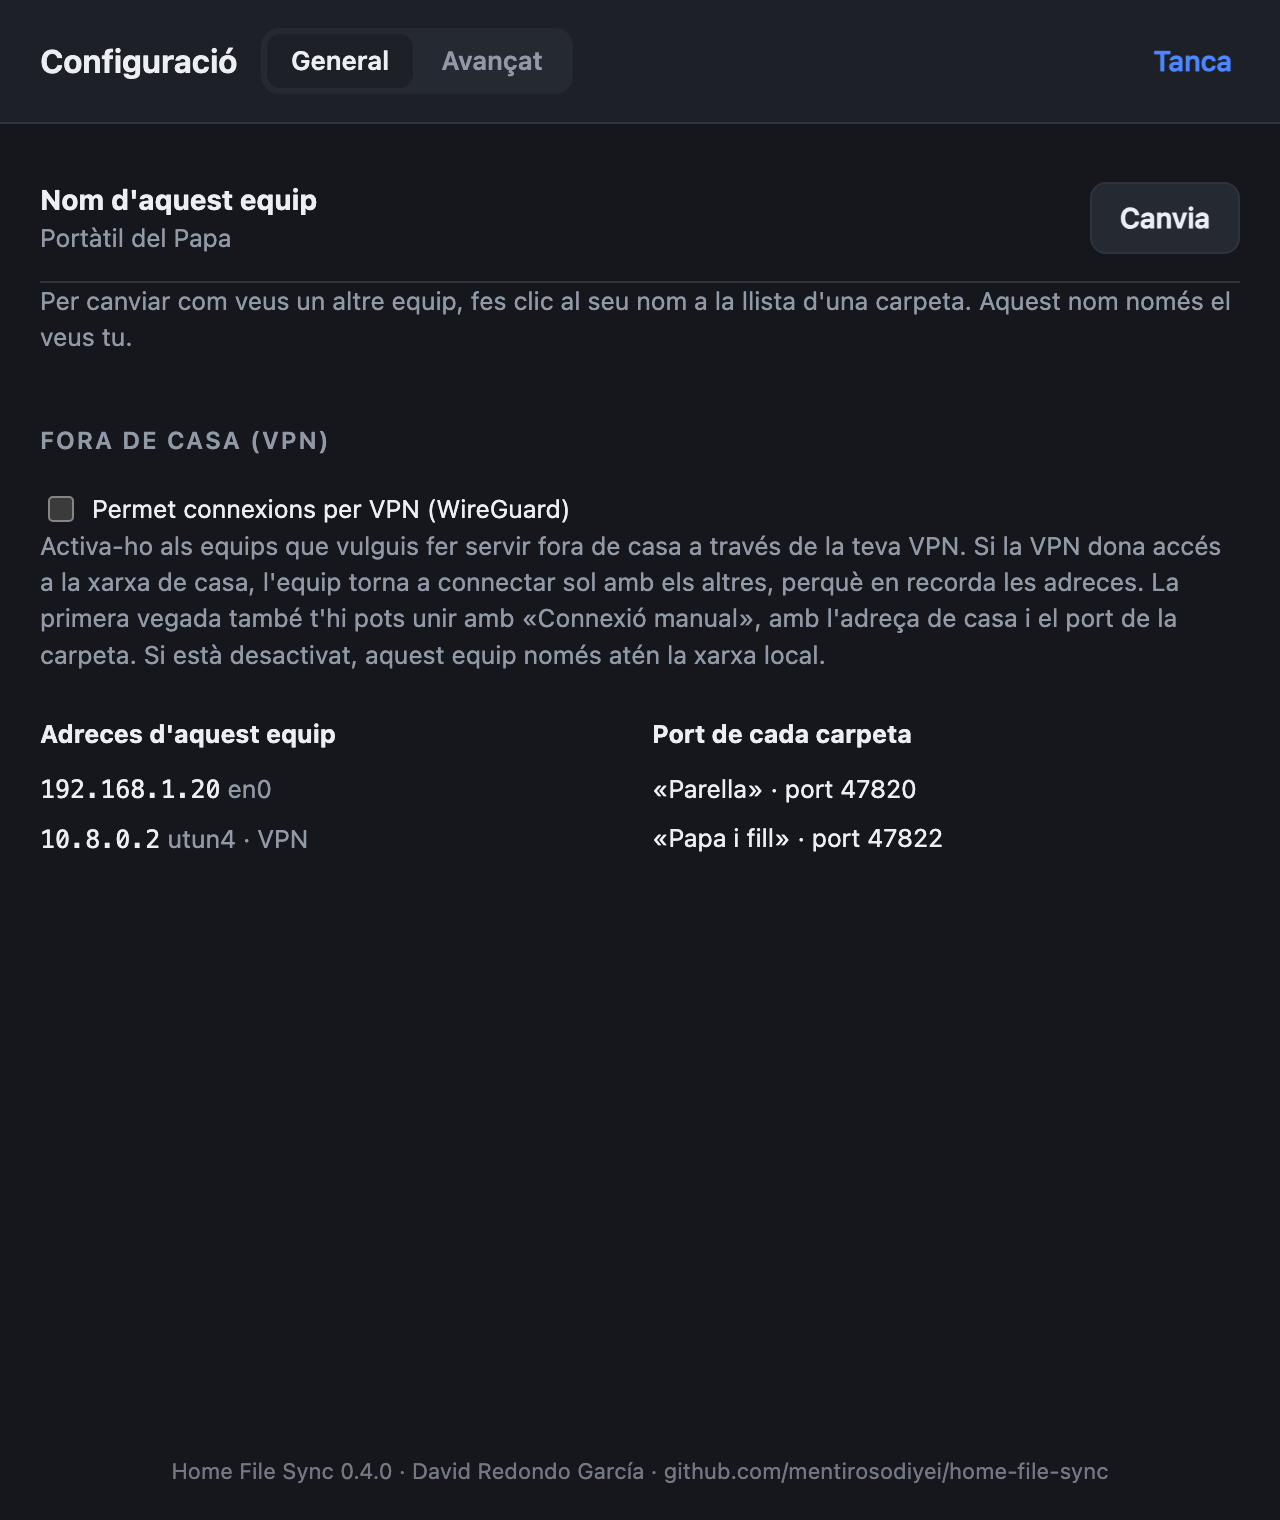 Configuració
General
Avançat
Tanca
Nom d'aquest equip
Portàtil del Papa
Canvia
Per canviar com veus un altre equip, fes clic al seu nom a la llista d'una carpeta. Aquest nom només el
veus tu.
FORA DE CASA (VPN)
Permet connexions per VPN (WireGuard)
Activa-ho als equips que vulguis fer servir fora de casa a través de la teva VPN. Si la VPN dona accés
a la xarxa de casa, l'equip torna a connectar sol amb els altres, perquè en recorda les adreces. La
primera vegada també t'hi pots unir amb «Connexió manual», amb l'adreça de casa i el port de la
carpeta. Si està desactivat, aquest equip només atén la xarxa local.
Adreces d'aquest equip
192.168.1.20 en0
10.8.0.2 utun4 · VPN
Port de cada carpeta
«Parella» · port 47820
«Papa i fill» · port 47822
Home File Sync 0.4.0 · David Redondo García · github.com/mentirosodiyei/home-file-sync